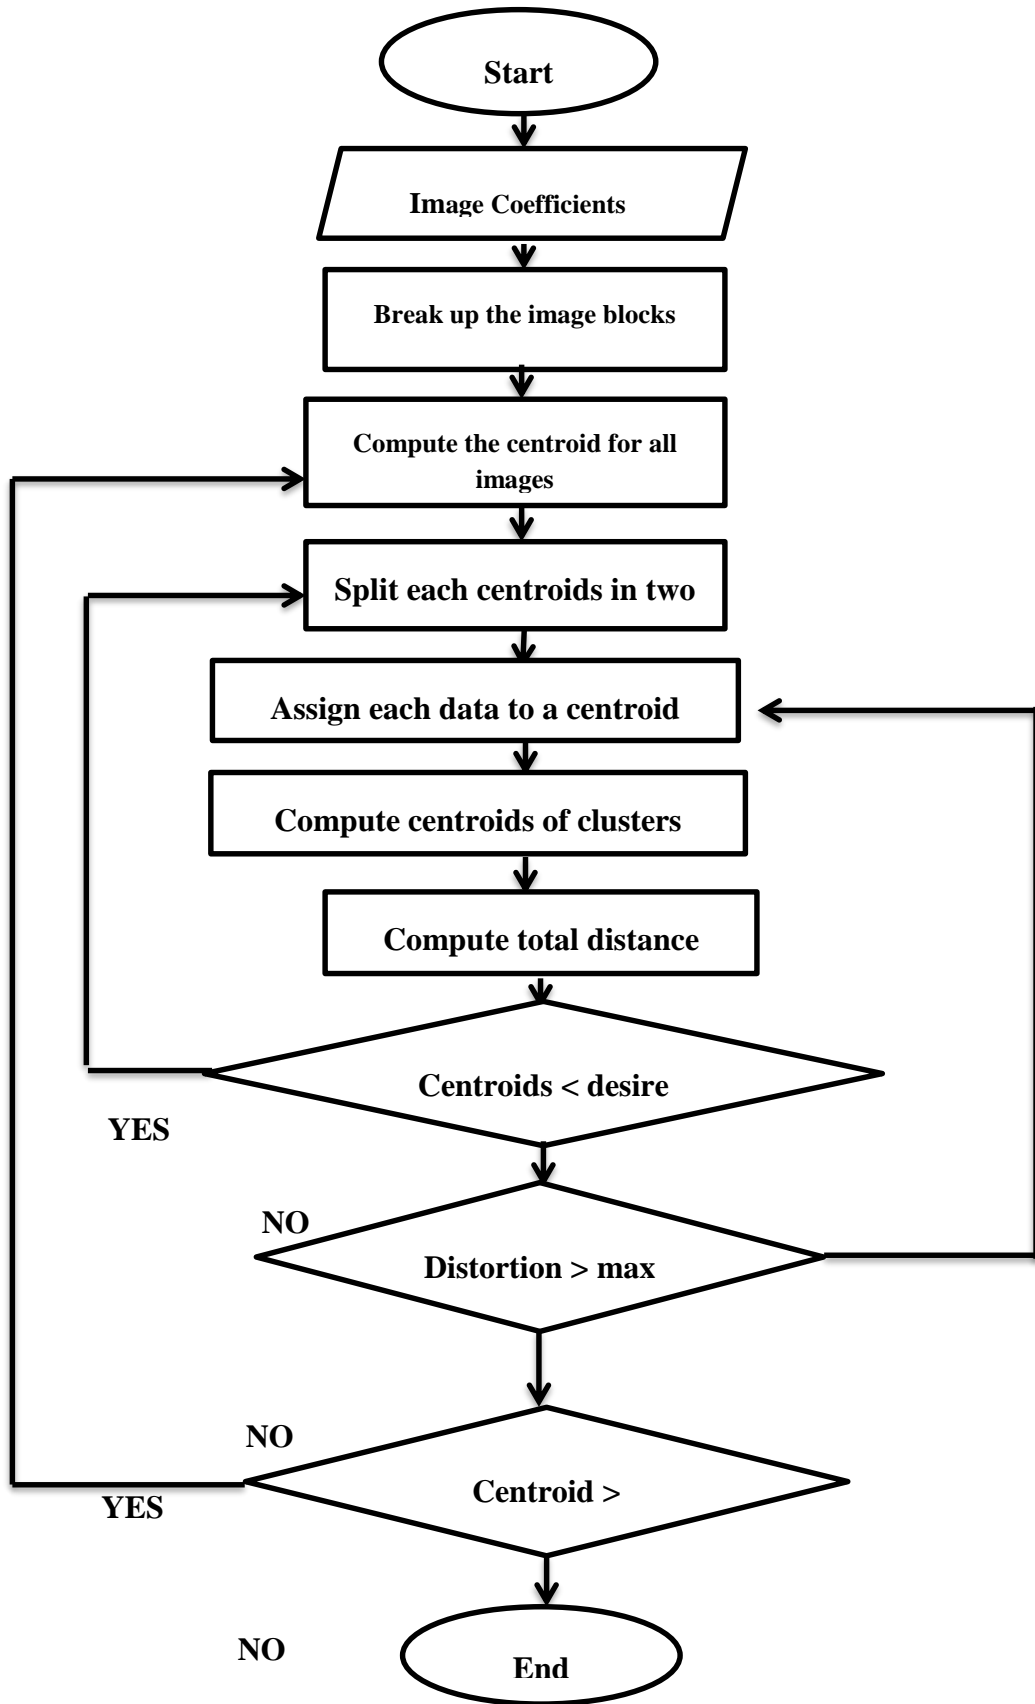 Start
Image Coefficients
Break up the image blocks
Compute the centroid for all
images
Split each centroids in two
Assign each data to a centroid
Compute centroids of clusters
Compute total distance
Centroids < desire
YES
NO
Distortion > max
NO
Centroid >
YES
NO
End